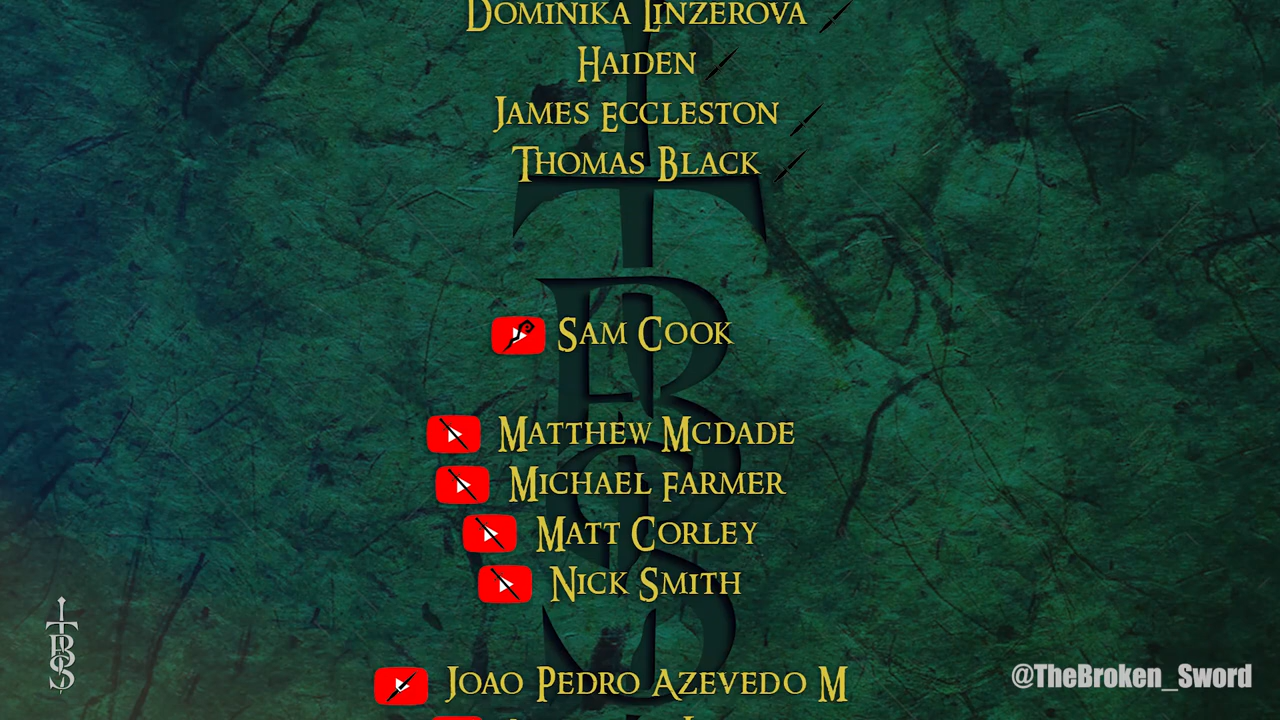 Dominika Linzerova
Haiden
James Eccleston
Thomas Black
Sam Cook
Matthew Mcdade
Michael Farmer
Matt Corley
Nick Smith
Joao Pedro Azevedo M
TBS
@TheBroken_Sword